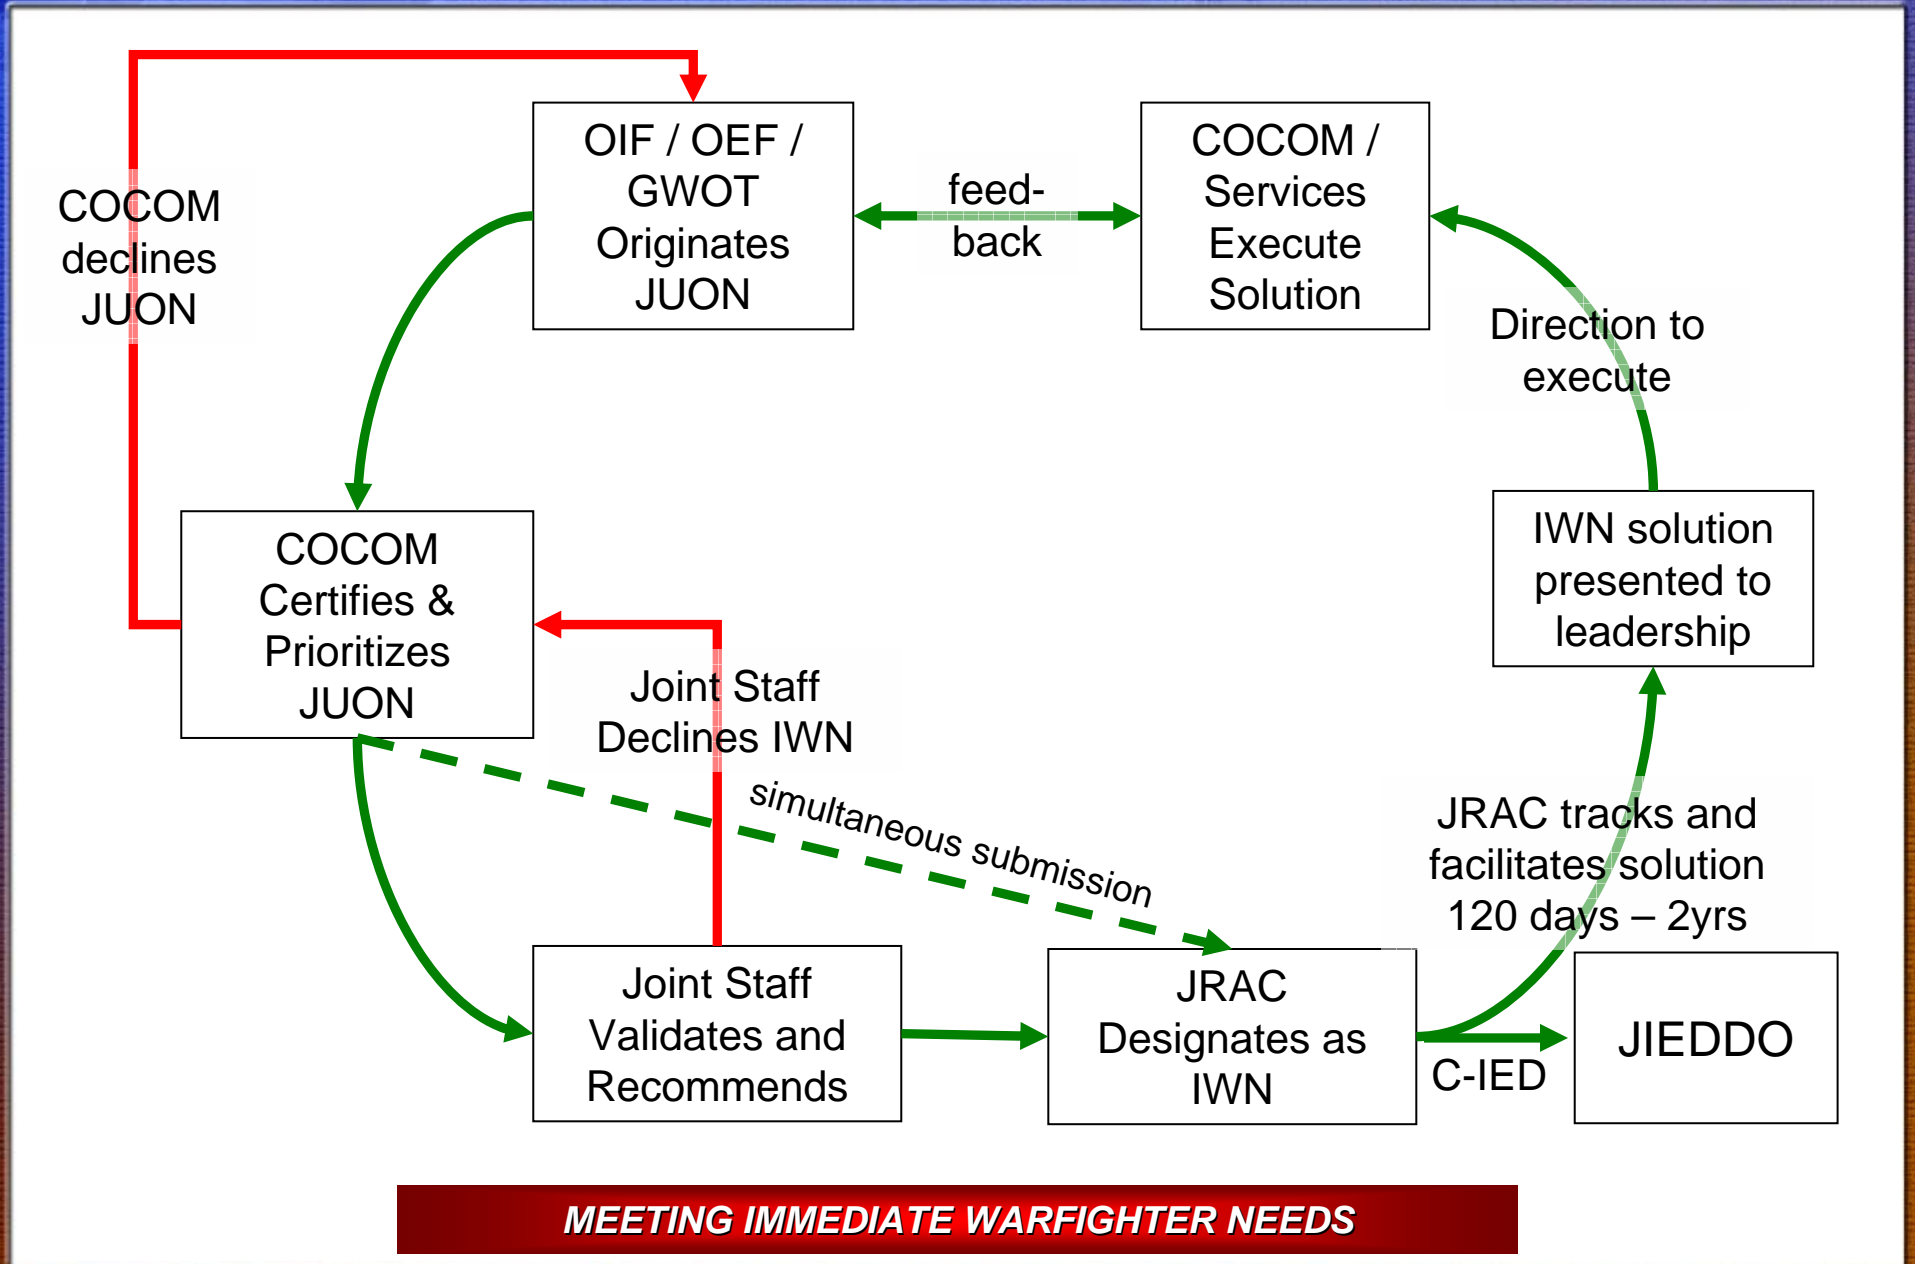 OIF / OEF /
GWOT
Originates
JUON
feed-
back
COCOM /
Services
Execute
Solution
COCOM
declines
JUON
Direction to
execute
COCOM
Certifies &
Prioritizes
JUON
IWN solution
presented to
leadership
Joint Staff
Declines IWN
simultaneous submission
JRAC tracks and
facilitates solution
120 days – 2yrs
Joint Staff
Validates and
Recommends
JRAC
Designates as
IWN
C-IED
JIEDDO
MEETING IMMEDIATE WARFIGHTER NEEDS